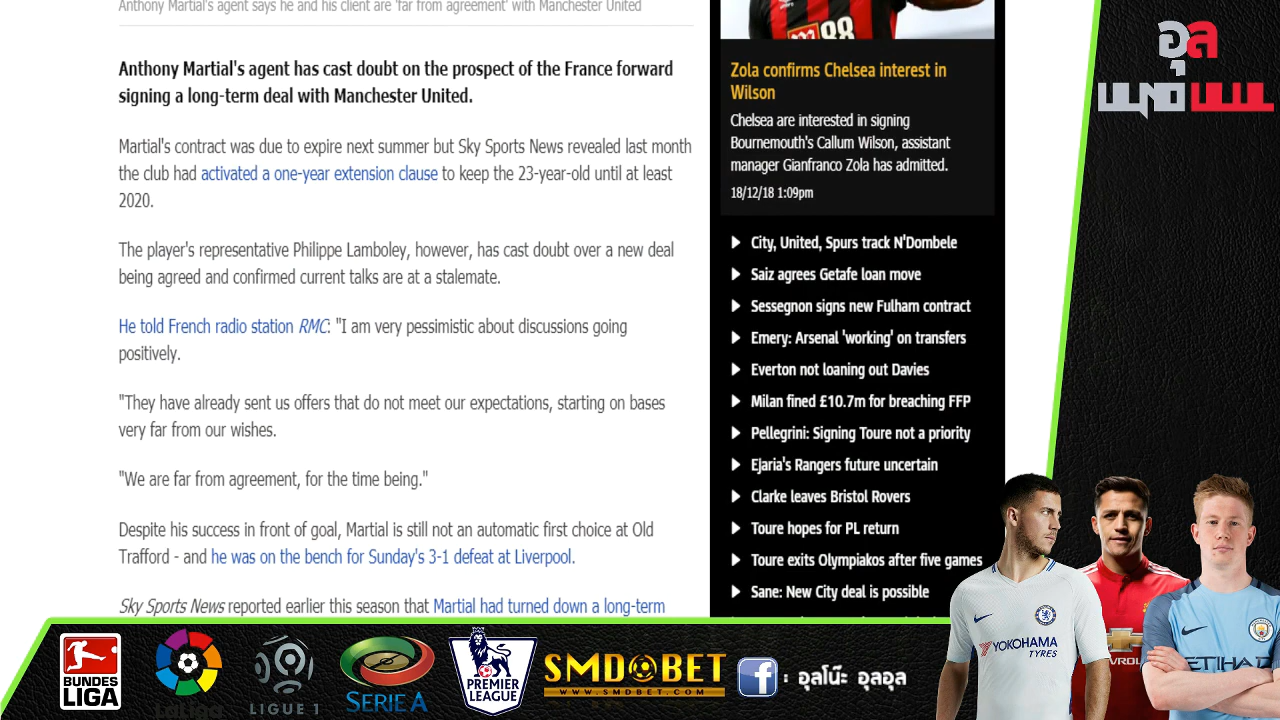 Anthony Martial's agent says he and his client are 'far from agreement' with Manchester United
Anthony Martial's agent has cast doubt on the prospect of the France forward
signing a long-term deal with Manchester United.
Martial's contract was due to expire next summer but Sky Sports News revealed last month
the club had activated a one-year extension clause to keep the 23-year-old until at least
2020.
The player's representative Philippe Lamboley, however, has cast doubt over a new deal
being agreed and confirmed current talks are at a stalemate.
He told French radio station RMC: "I am very pessimistic about discussions going
positively.
"They have already sent us offers that do not meet our expectations, starting on bases
very far from our wishes.
"We are far from agreement, for the time being."
Despite his success in front of goal, Martial is still not an automatic first choice at Old
Trafford - and he was on the bench for Sunday's 3-1 defeat at Liverpool.
Sky Sports News reported earlier this season that Martial had turned down a long-term
88
Zola confirms Chelsea interest in
Wilson
Chelsea are interested in signing
Bournemouth's Callum Wilson, assistant
manager Gianfranco Zola has admitted.
18/12/18 1:09pm
City, United, Spurs track N'Dombele
Saiz agrees Getafe loan move
Sessegnon signs new Fulham contract
Emery: Arsenal 'working' on transfers
Everton not loaning out Davies
Milan fined £10.7m for breaching FFP
Pellegrini: Signing Toure not a priority
Ejaria's Rangers future uncertain
Clarke leaves Bristol Rovers
Toure hopes for PL return
Toure exits Olympiakos after five games
Sane: New City deal is possible
อุล
YOKOHAMA
TYRES
ETIHAD
BUNDES
LIGA
LIGUE 1
SERIE A
PREMIER
LEAGUE
SMDBET
WWW.SMDBET.COM
f : อุลโน๊ะ อุลอุล